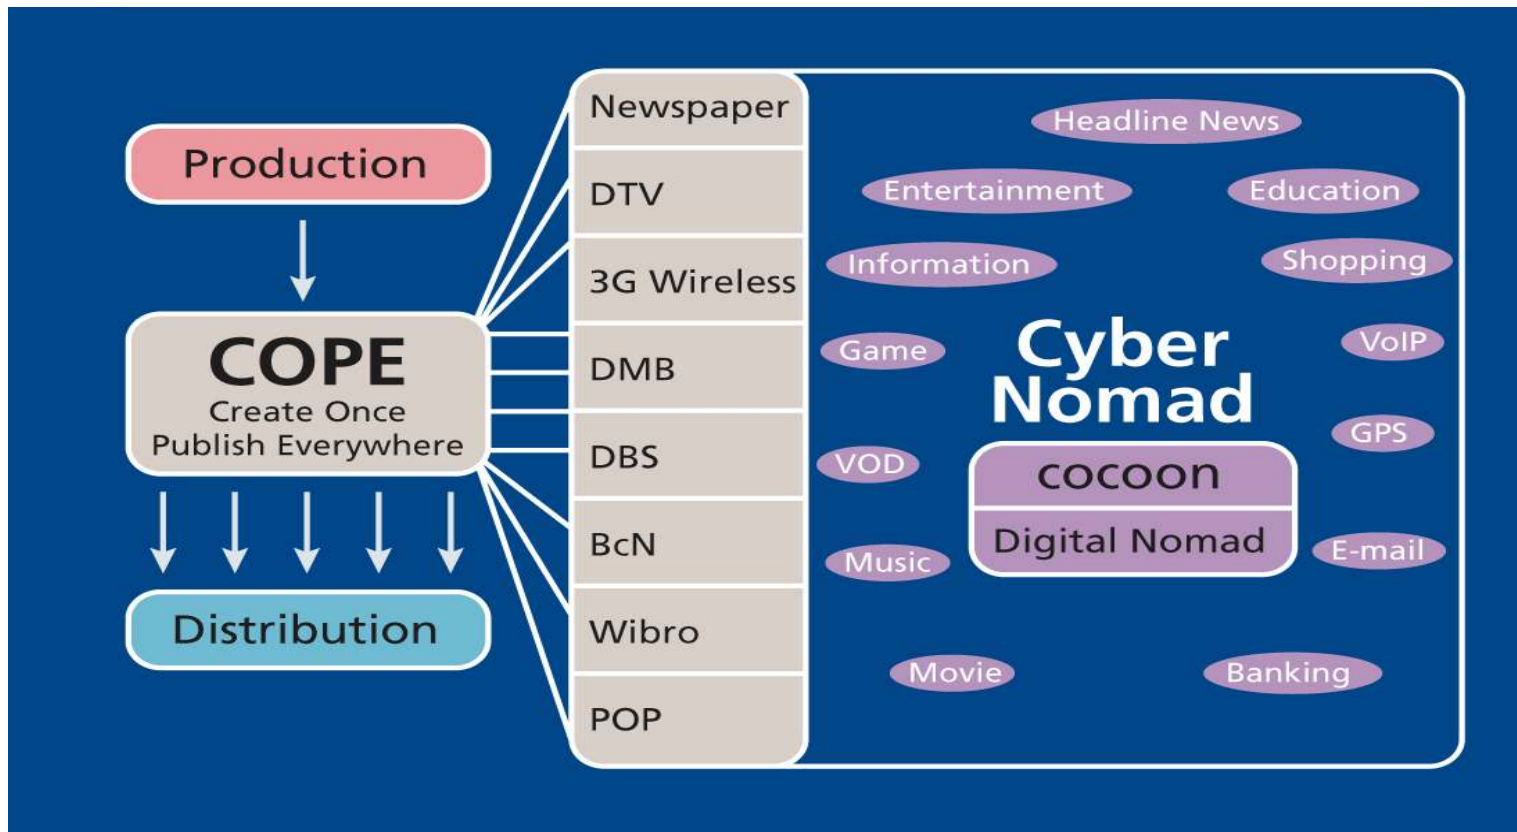 Production
COPE
Create Once
Publish Everywhere
Distribution
Newspaper
DTV
3G Wireless
DMB
DBS
BcN
Wibro
POP
Headline News
Entertainment
Education
Information
Shopping
Game
VoIP
Cyber
Nomad
GPS
VOD
cocoon
Digital Nomad
E-mail
Music
Movie
Banking